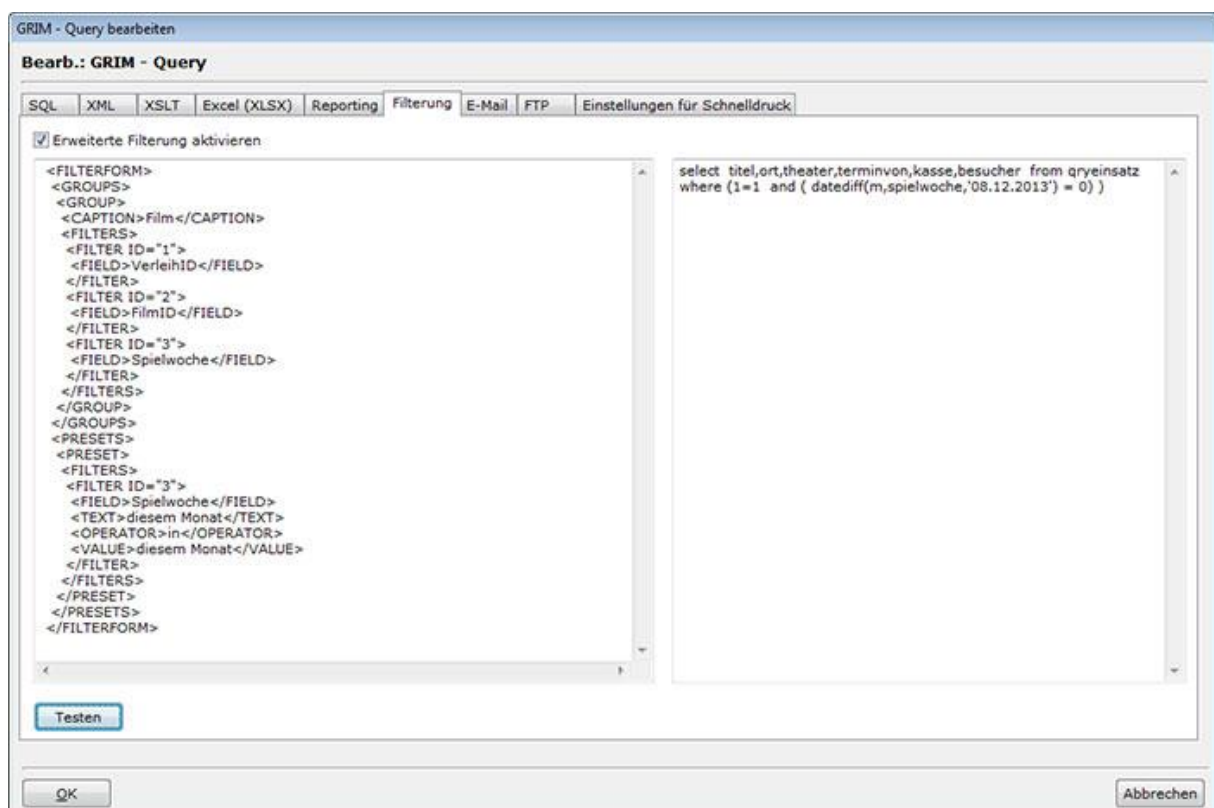 GRIM - Query bearbeiten
Bearb.: GRIM - Query
SQL XML XSLT Excel (XLSX) Reporting Filterung E-Mail FTP Einstellungen für Schnelldruck
Erweiterte Filterung aktivieren
<FILTERFORM>
<GROUPS>
<GROUP>
<CAPTION>Film</CAPTION>
<FILTERS>
<FILTER ID="1">
<FIELD>VerleihID</FIELD>
</FILTER>
<FILTER ID="2">
<FIELD>FilmID</FIELD>
</FILTER>
<FILTER ID="3">
<FIELD>Spielwoche</FIELD>
</FILTER>
</FILTERS>
</GROUP>
</GROUPS>
<PRESETS>
<PRESET>
<FILTERS>
<FILTER ID="3">
<FIELD>Spielwoche</FIELD>
<TEXT>diesem Monat</TEXT>
<OPERATOR>in</OPERATOR>
<VALUE>diesem Monat</VALUE>
</FILTER>
</FILTERS>
</PRESET>
</PRESETS>
</FILTERFORM>
select titel,ort,theater,terminvon,kasse,besucher from qryeinsatz
where (1=1 and ( datediff(m,spielwoche,'08.12.2013') = 0) )
Testen
OK
Abbrechen